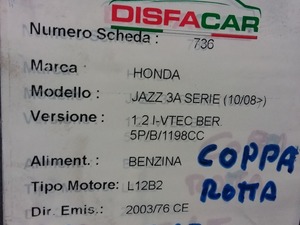 DISFACAR
Numero Scheda : 736
Marca : HONDA
Modello : JAZZ 3A SERIE (10/08>)
Versione : 1.2 I-VTEC BER.
5P/B/1198CC
Aliment. : BENZINA COPPA
Tipo Motore: L12B2 ROTTA
Dir. Emis.: 2003/76 CE